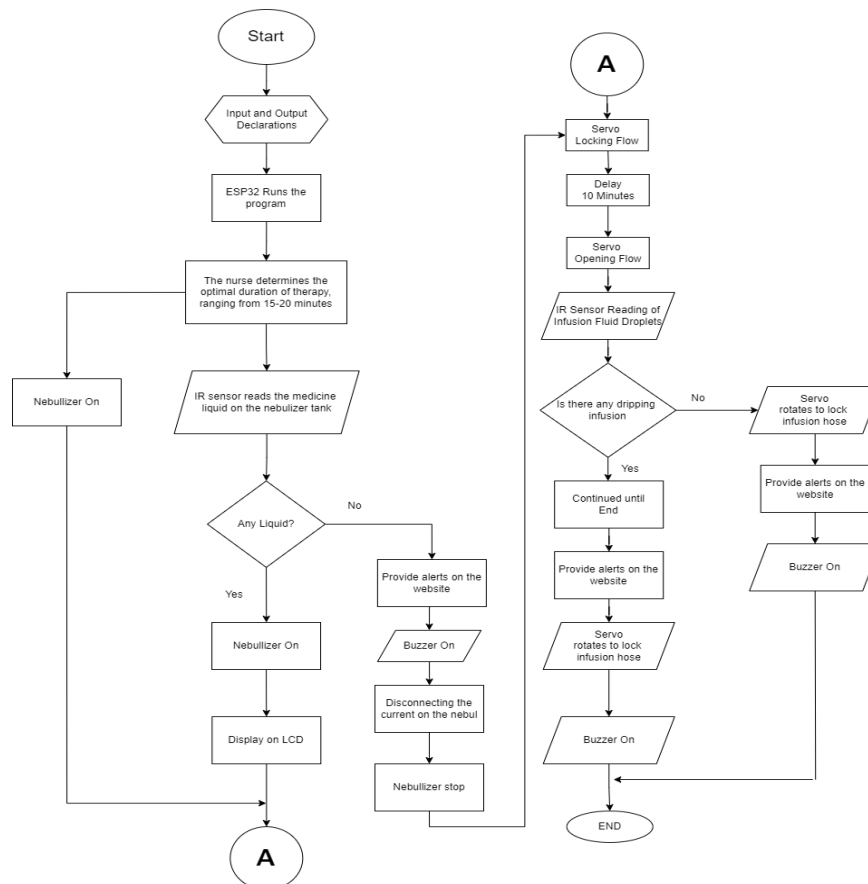 Start
Input and Output
Declarations
ESP32 Runs the
program
The nurse determines the
optimal duration of therapy,
ranging from 15-20 minutes
Nebullizer On
IR sensor reads the medicine
liquid on the nebulizer tank
Any Liquid?
No
Yes
Provide alerts on the
website
Buzzer On
Nebullizer On
Disconnecting the
current on the nebul
Display on LCD
Nebullizer stop
A
A
Servo
Locking Flow
Delay
10 Minutes
Servo
Opening Flow
IR Sensor Reading of
Infusion Fluid Droplets
Is there any dripping
infusion
No
Yes
Servo
rotates to lock
infusion hose
Provide alerts on the
website
Buzzer On
Continued until
End
Provide alerts on the
website
Servo
rotates to lock
infusion hose
Buzzer On
END